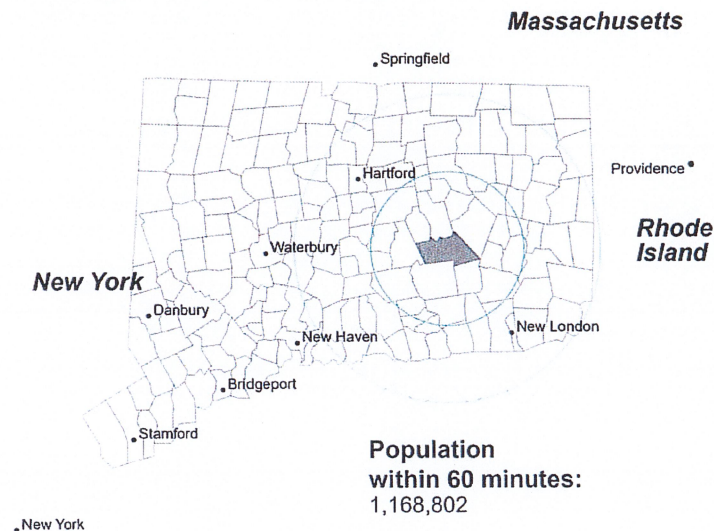 Massachusetts
Springfield
Hartford
Providence
Rhode
Island
Waterbury
New York
Danbury
New London
New Haven
Bridgeport
Stamford
Population
within 60 minutes:
1,168,802
New York